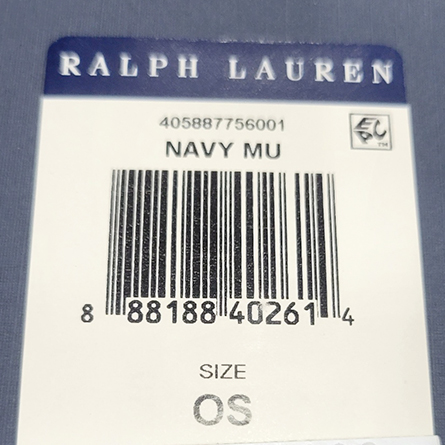 RALPH LAUREN
405887756001
NAVY MU
8 88188 40261 4
SIZE
OS